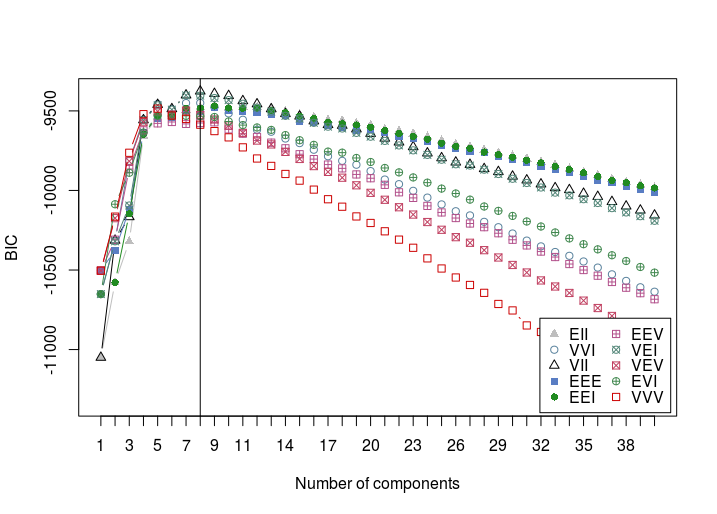 BIC
-9500
-10000
-10500
-11000
1 3 5 7 9 11 14 17 20 23 26 29 32 35 38
Number of components
EII EEV
VVI VEI
VII VEV
EEE EVI
EEI VVV